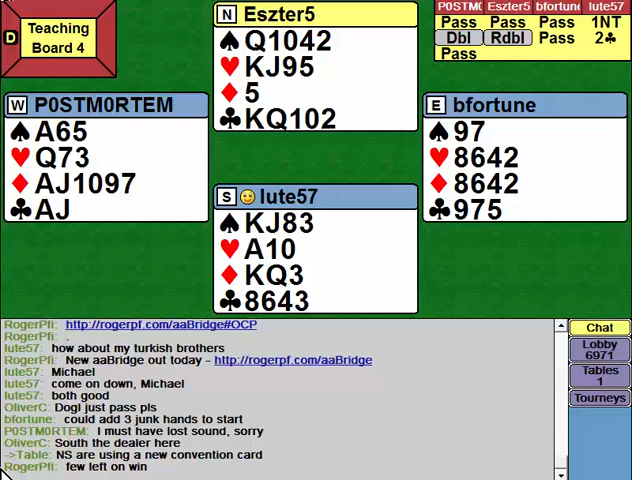 D
Teaching
Board 4
N Eszter5
♠Q1042
♥KJ95
♦5
♣KQ102
P0STM0 Eszter5 bfortune lute57
Pass Pass Pass 1NT
Dbl Rdbl Pass 2♣
Pass
W P0STM0RTEM
♠A65
♥Q73
♦AJ1097
♣AJ
E bfortune
♠97
♥8642
♦8642
♣975
S lute57
♠KJ83
♥A10
♦KQ3
♣8643
RogerPfi: http://rogerpf.com/aaBridge#OCP
RogerPfi: .
lute57: how about my turkish brothers
RogerPfi: New aaBridge out today - http://rogerpf.com/aaBridge
lute57: Michael
lute57: come on down, Michael
lute57: both good
OliverC: Dogl just pass pls
bfortune: could add 3 junk hands to start
P0STM0RTEM: I must have lost sound, sorry
OliverC: South the dealer here
->Table: NS are using a new convention card
RogerPfi: few left on win
Chat
Lobby
6971
Tables
1
Tourneys